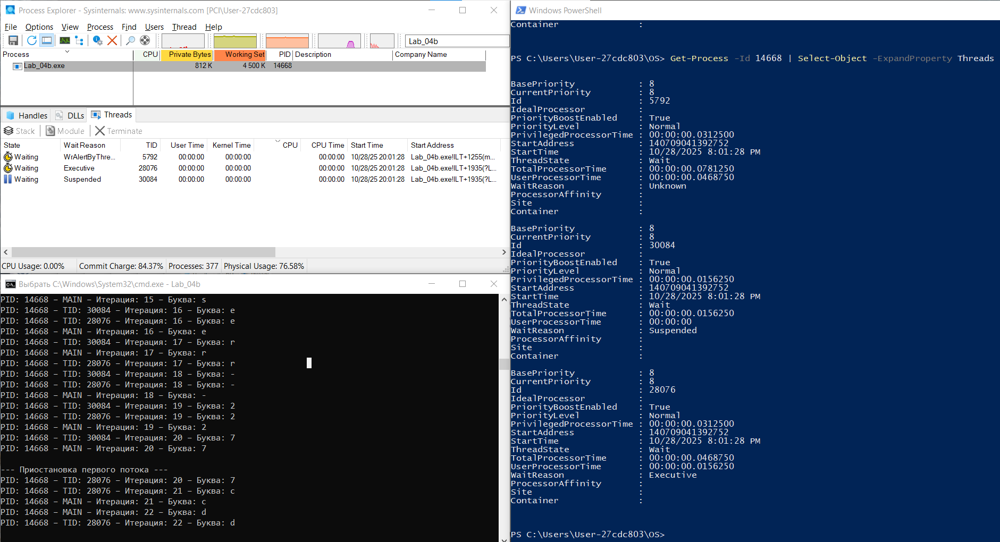 Process Explorer - Sysinternals: www.sysinternals.com [PCI\User-27cdc803]
File Options View Process Find Users Thread Help
Lab_04b
Process CPU Private Bytes Working Set PID Description Company Name
Lab_04b.exe 812 K 4 500 K 14668
Handles DLLs Threads
Stack Module Terminate
State Wait Reason TID User Time Kernel Time CPU CPU Time Start Time Start Address
Waiting WrAlertByThre... 5792 00:00:00 00:00:00 00:00:00 10/28/25 20:01:28 Lab_04b.exe!ILT+1255(m...
Waiting Executive 28076 00:00:00 00:00:00 00:00:00 10/28/25 20:01:28 Lab_04b.exe!ILT+1935(?L...
Waiting Suspended 30084 00:00:00 00:00:00 00:00:00 10/28/25 20:01:28 Lab_04b.exe!ILT+1935(?L...
CPU Usage: 0.00% Commit Charge: 84.37% Processes: 377 Physical Usage: 76.58%
Выбрать C:\Windows\System32\cmd.exe - Lab_04b
PID: 14668 – MAIN – Итерация: 15 – Буква: s
PID: 14668 – TID: 30084 – Итерация: 16 – Буква: e
PID: 14668 – TID: 28076 – Итерация: 16 – Буква: e
PID: 14668 – MAIN – Итерация: 16 – Буква: e
PID: 14668 – TID: 30084 – Итерация: 17 – Буква: r
PID: 14668 – MAIN – Итерация: 17 – Буква: r
PID: 14668 – TID: 28076 – Итерация: 17 – Буква: r
PID: 14668 – TID: 30084 – Итерация: 18 – Буква: -
PID: 14668 – TID: 28076 – Итерация: 18 – Буква: -
PID: 14668 – MAIN – Итерация: 18 – Буква: -
PID: 14668 – TID: 30084 – Итерация: 19 – Буква: 2
PID: 14668 – TID: 28076 – Итерация: 19 – Буква: 2
PID: 14668 – MAIN – Итерация: 19 – Буква: 2
PID: 14668 – TID: 30084 – Итерация: 20 – Буква: 7
PID: 14668 – MAIN – Итерация: 20 – Буква: 7
--- Приостановка первого потока ---
PID: 14668 – TID: 28076 – Итерация: 20 – Буква: 7
PID: 14668 – TID: 28076 – Итерация: 21 – Буква: c
PID: 14668 – MAIN – Итерация: 21 – Буква: c
PID: 14668 – MAIN – Итерация: 22 – Буква: d
PID: 14668 – TID: 28076 – Итерация: 22 – Буква: d
Windows PowerShell
Container :
PS C:\Users\User-27cdc803\OS> Get-Process -Id 14668 | Select-Object -ExpandProperty Threads
BasePriority : 8
CurrentPriority : 8
Id : 5792
IdealProcessor :
PriorityBoostEnabled : True
PriorityLevel : Normal
PrivilegedProcessorTime : 00:00:00.0312500
StartAddress : 140709041392752
StartTime : 10/28/2025 8:01:28 PM
ThreadState : Wait
TotalProcessorTime : 00:00:00.0781250
UserProcessorTime : 00:00:00.0468750
WaitReason : Unknown
ProcessorAffinity :
Site :
Container :
BasePriority : 8
CurrentPriority : 8
Id : 30084
IdealProcessor :
PriorityBoostEnabled : True
PriorityLevel : Normal
PrivilegedProcessorTime : 00:00:00.0156250
StartAddress : 140709041392752
StartTime : 10/28/2025 8:01:28 PM
ThreadState : Wait
TotalProcessorTime : 00:00:00.0156250
UserProcessorTime : 00:00:00
WaitReason : Suspended
ProcessorAffinity :
Site :
Container :
BasePriority : 8
CurrentPriority : 8
Id : 28076
IdealProcessor :
PriorityBoostEnabled : True
PriorityLevel : Normal
PrivilegedProcessorTime : 00:00:00.0312500
StartAddress : 140709041392752
StartTime : 10/28/2025 8:01:28 PM
ThreadState : Wait
TotalProcessorTime : 00:00:00.0468750
UserProcessorTime : 00:00:00.0156250
WaitReason : Executive
ProcessorAffinity :
Site :
Container :
PS C:\Users\User-27cdc803\OS>